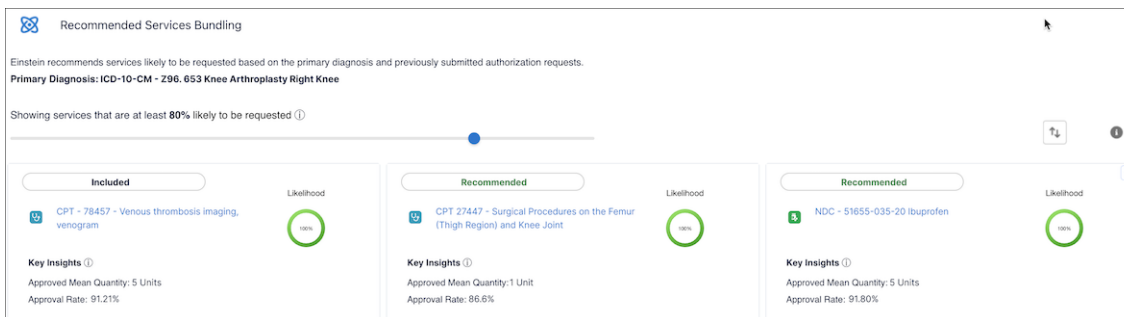 Recommended Services Bundling
Einstein recommends services likely to be requested based on the primary diagnosis and previously submitted authorization requests.
Primary Diagnosis: ICD-10-CM - Z96. 653 Knee Arthroplasty Right Knee
Showing services that are at least 80% likely to be requested
Included
Likelihood
CPT - 78457 - Venous thrombosis imaging,
venogram
100%
Key Insights
Approved Mean Quantity: 5 Units
Approval Rate: 91.21%
Recommended
Likelihood
CPT 27447 - Surgical Procedures on the Femur
(Thigh Region) and Knee Joint
100%
Key Insights
Approved Mean Quantity:1 Unit
Approval Rate: 86.6%
Recommended
Likelihood
NDC - 51655-035-20 Ibuprofen
100%
Key Insights
Approved Mean Quantity: 5 Units
Approval Rate: 91.80%